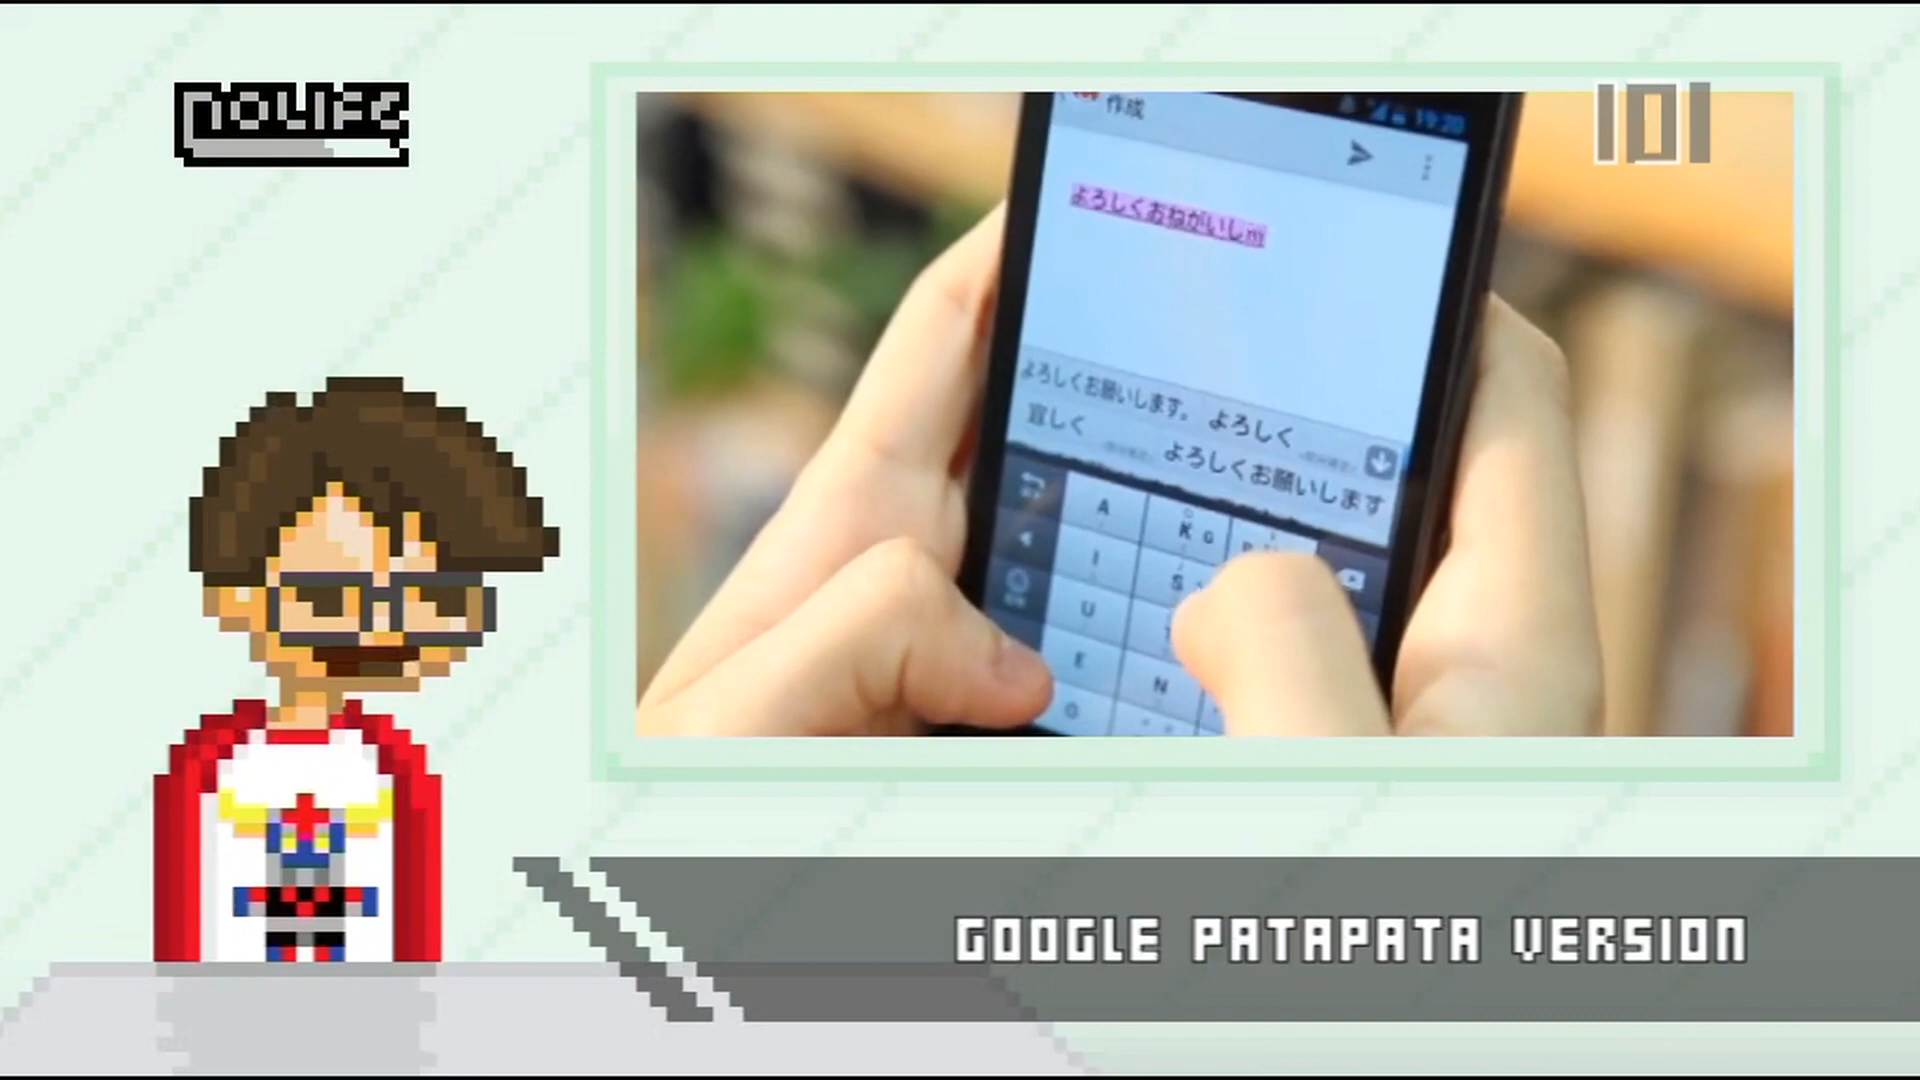 NOLIFE
101
作成
19:20
よろしくおねがいしm
よろしくお願いします。 よろしく
宜しく
よろしくお願いします
A K G
I S
U
E N
GOOGLE PATAPATA VERSION